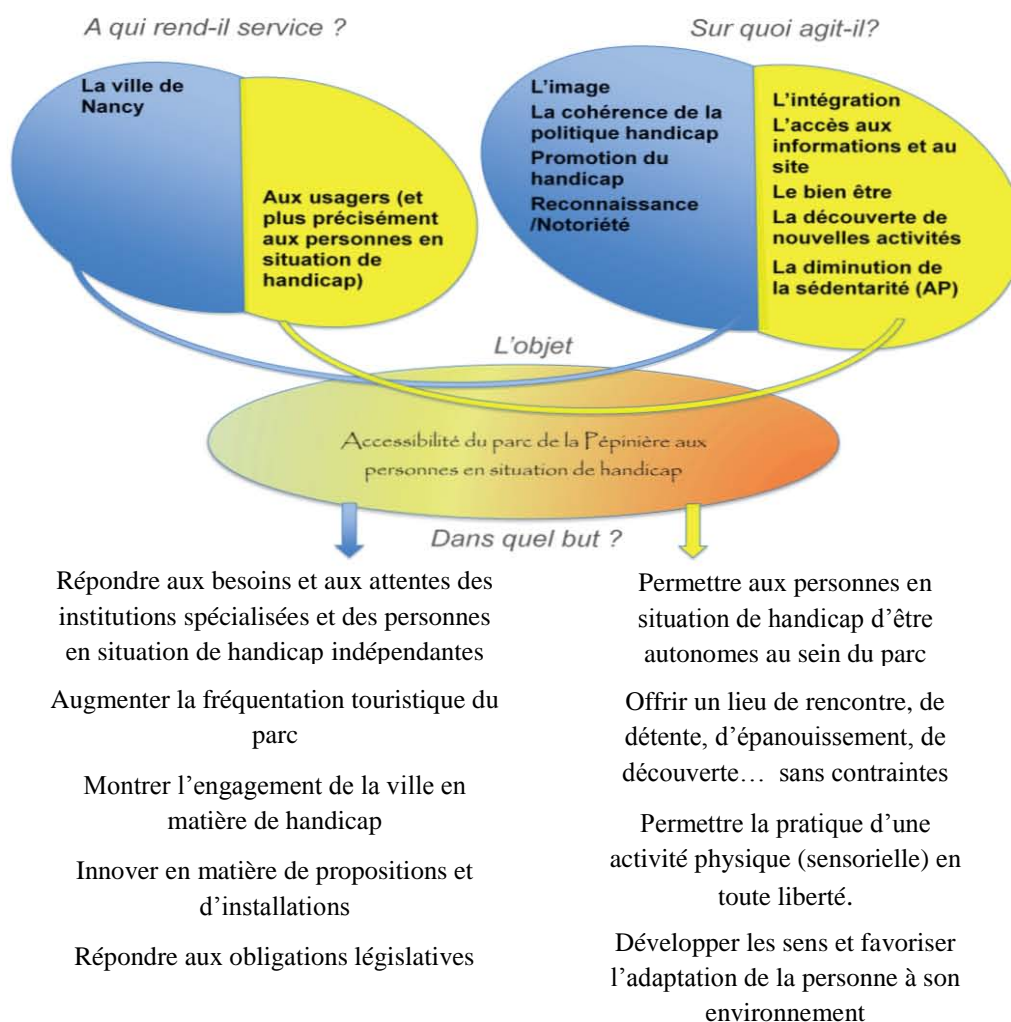 A qui rend-il service ?
Sur quoi agit-il?
La ville de
Nancy
Aux usagers (et
plus précisément
aux personnes en
situation de
handicap)
L'image
La cohérence de la
politique handicap
Promotion du
handicap
Reconnaissance
/Notoriété
L'intégration
L'accès aux
informations et au
site
Le bien être
La découverte de
nouvelles activités
La diminution de
la sédentarité (AP)
L'objet
Accessibilité du parc de la Pépinière aux
personnes en situation de handicap
Dans quel but ?
Répondre aux besoins et aux attentes des
institutions spécialisées et des personnes
en situation de handicap indépendantes
Augmenter la fréquentation touristique du
parc
Montrer l'engagement de la ville en
matière de handicap
Innover en matière de propositions et
d'installations
Répondre aux obligations législatives
Permettre aux personnes en
situation de handicap d'être
autonomes au sein du parc
Offrir un lieu de rencontre, de
détente, d'épanouissement, de
découverte… sans contraintes
Permettre la pratique d'une
activité physique (sensorielle) en
toute liberté.
Développer les sens et favoriser
l'adaptation de la personne à son
environnement